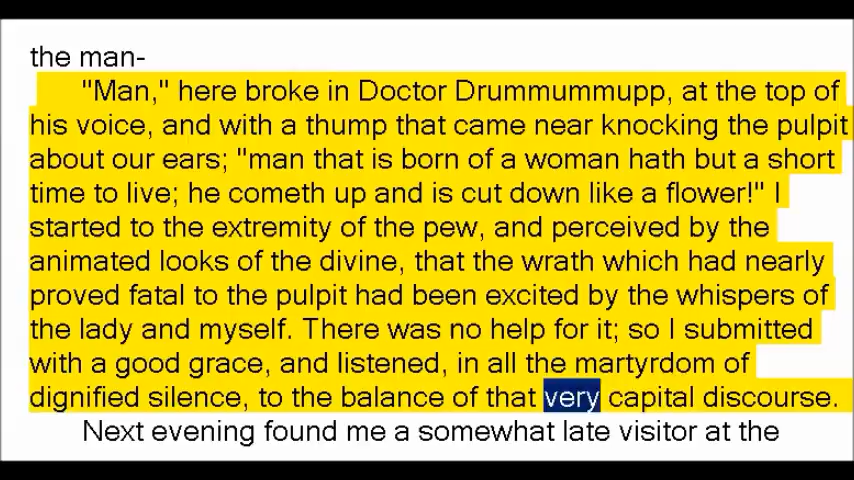 the man-
"Man," here broke in Doctor Drummummupp, at the top of
his voice, and with a thump that came near knocking the pulpit
about our ears; "man that is born of a woman hath but a short
time to live; he cometh up and is cut down like a flower!" I
started to the extremity of the pew, and perceived by the
animated looks of the divine, that the wrath which had nearly
proved fatal to the pulpit had been excited by the whispers of
the lady and myself. There was no help for it; so I submitted
with a good grace, and listened, in all the martyrdom of
dignified silence, to the balance of that very capital discourse.
Next evening found me a somewhat late visitor at the